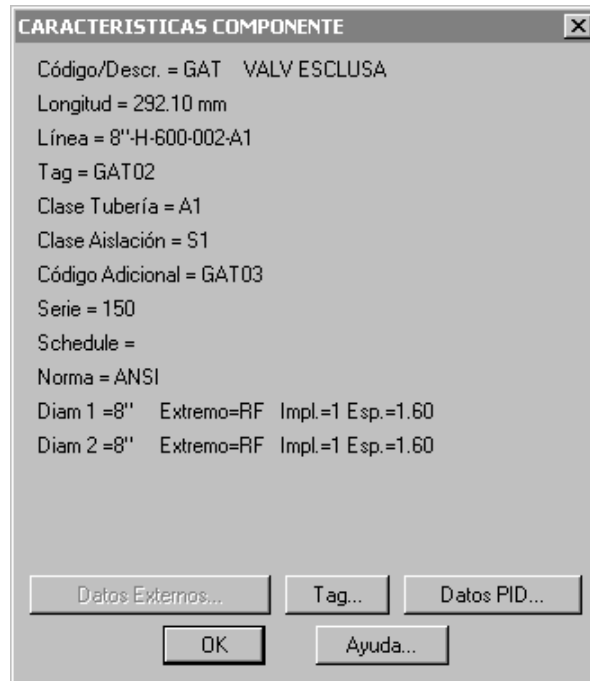 CARACTERISTICAS COMPONENTE
Código/Descr. = GAT VALV ESCLUSA
Longitud = 292.10 mm
Línea = 8"-H-600-002-A1
Tag = GAT02
Clase Tubería = A1
Clase Aislación = S1
Código Adicional = GAT03
Serie = 150
Schedule =
Norma = ANSI
Diam 1 =8" Extremo=RF Impl.=1 Esp.=1.60
Diam 2 =8" Extremo=RF Impl.=1 Esp.=1.60
Datos Externos... Tag... Datos PID...
OK Ayuda...